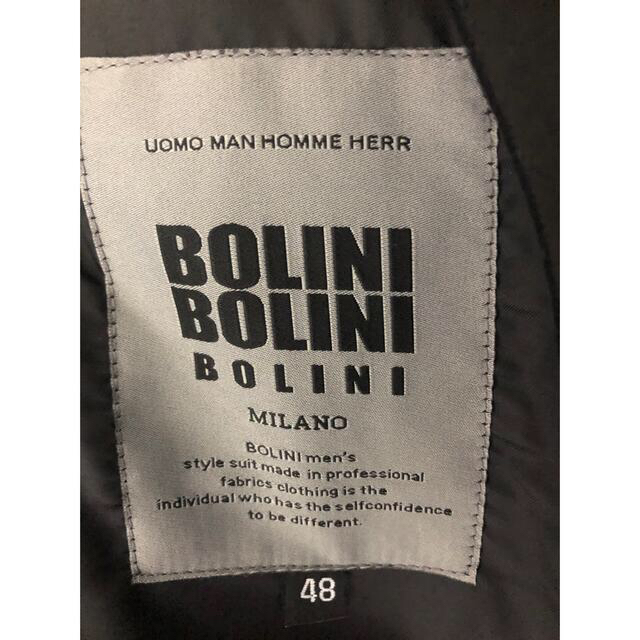 UOMO MAN HOMME HERR
BOLINI
BOLINI
BOLINI
MILANO
BOLINI men's
style suit made in professional
fabrics clothing is the
individual who has the selfconfidence
to be different.
48